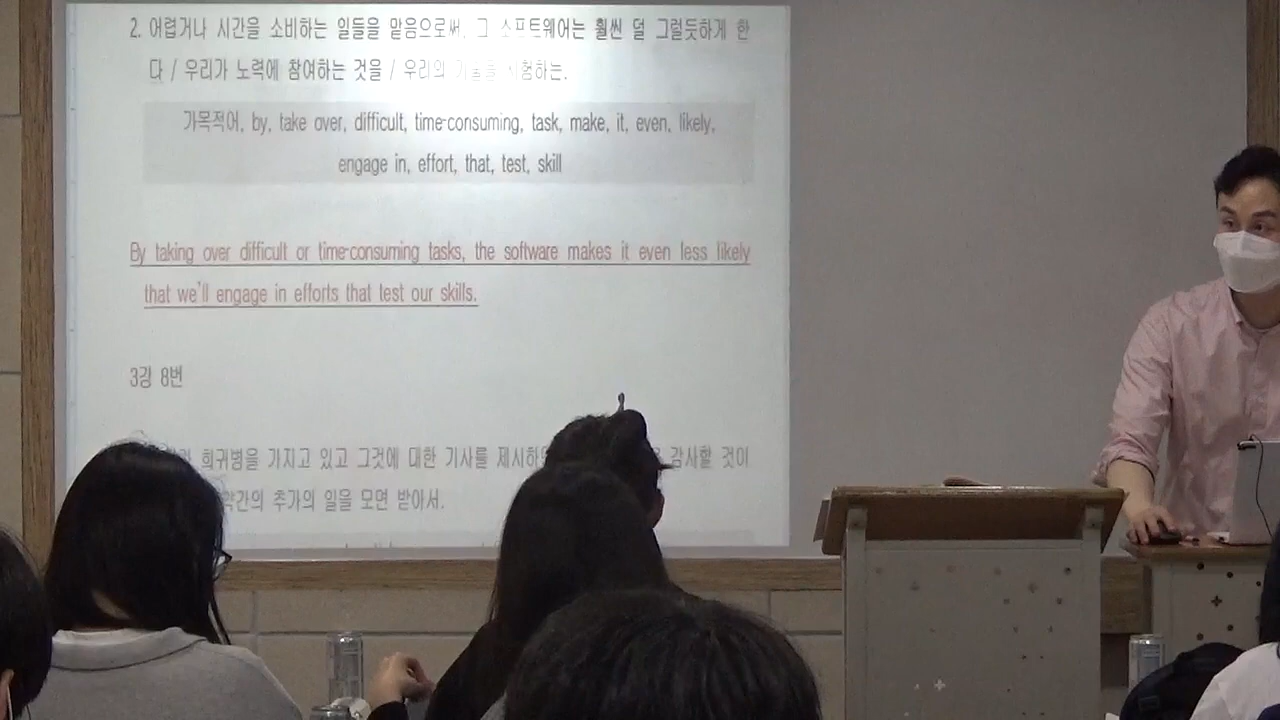 2. 어렵거나 시간을 소비하는 일들을 맡음으로써, 그 소프트웨어는 훨씬 덜 그럴듯하게 한
다 / 우리가 노력에 참여하는 것을 / 우리의 기술을 시험하는.
가목적어, by, take over, difficult, time-consuming, task, make, it, even, likely,
engage in, effort, that, test, skill
By taking over difficult or time-consuming tasks, the software makes it even less likely
that we'll engage in efforts that test our skills.
3강 8번
희귀병을 가지고 있고 그것에 대한 기사를 감사할 것이
추가의 일을 모면 받아서.